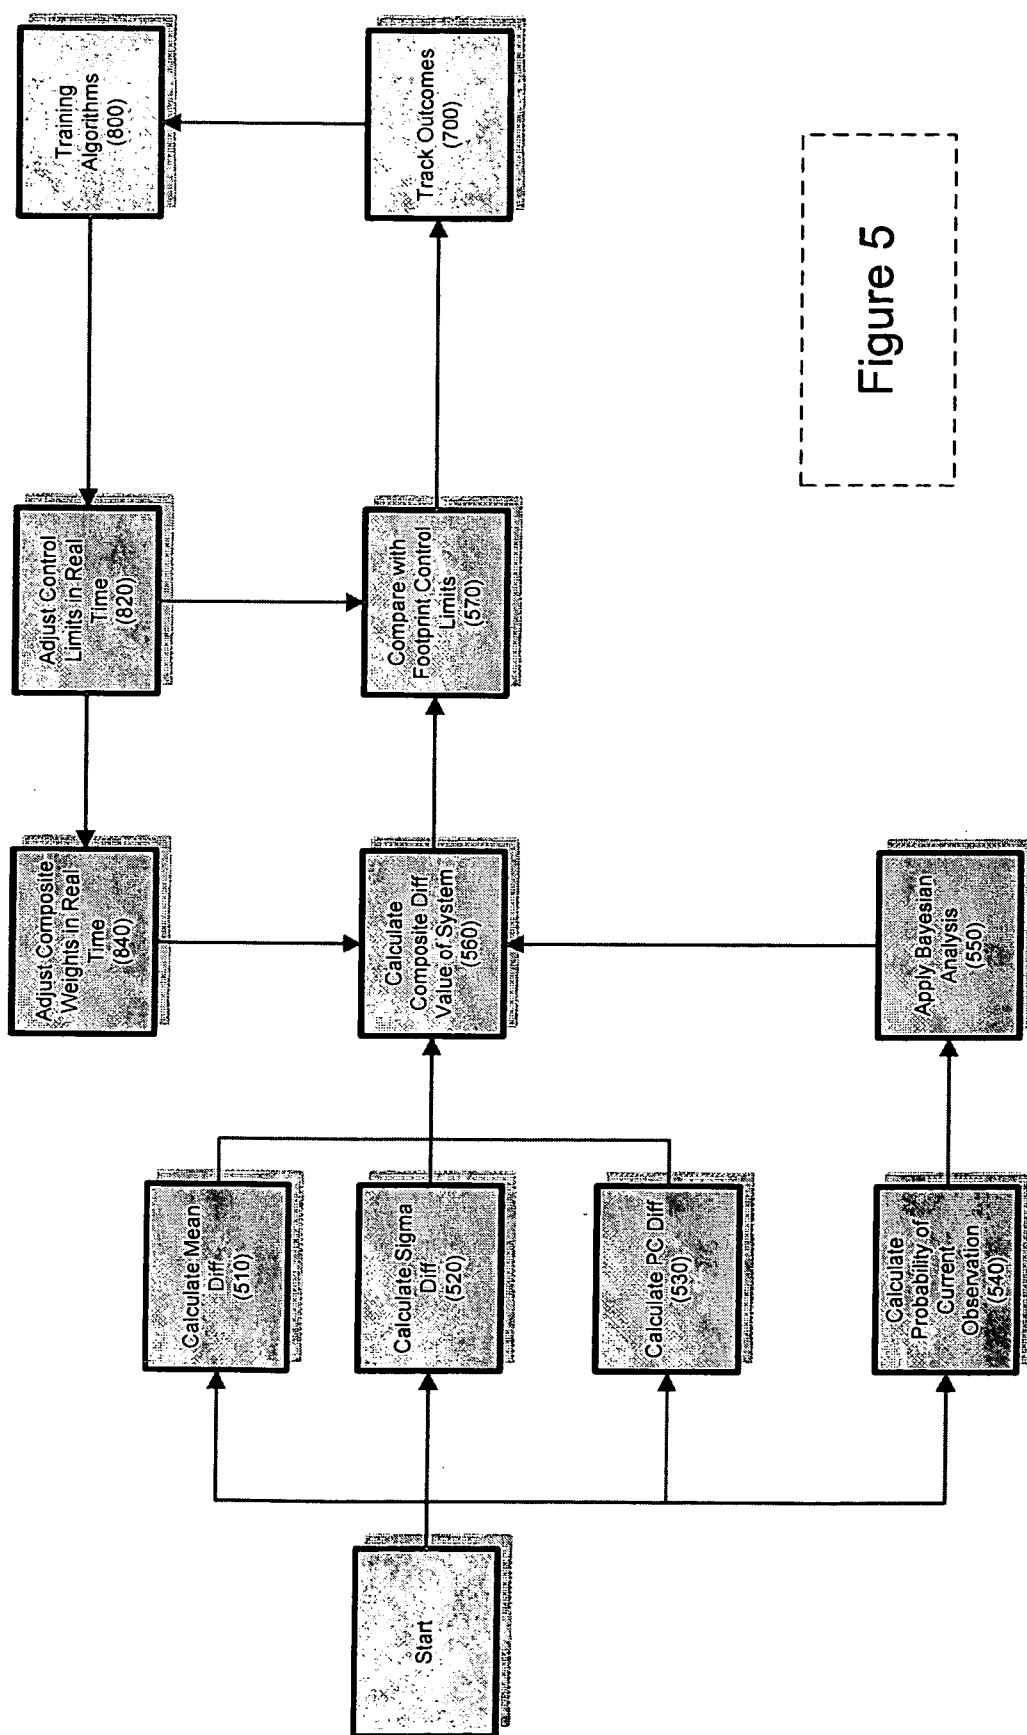 Training
Algorithms
(800)
Track Outcomes
(700)
Adjust Control
Limits in Real
Time
(820)
Compare with
Footprint Control
Limits
(570)
Adjust Composite
Weights in Real
Time
(840)
Calculate
Composite Diff
Value of System
(560)
Apply Bayesian
Analysis
(550)
Calculate Mean
Diff
(510)
Calculate Sigma
Diff
(520)
Calculate PC Diff
(530)
Calculate
Probability of
Current
Observation
(540)
Start
Figure 5